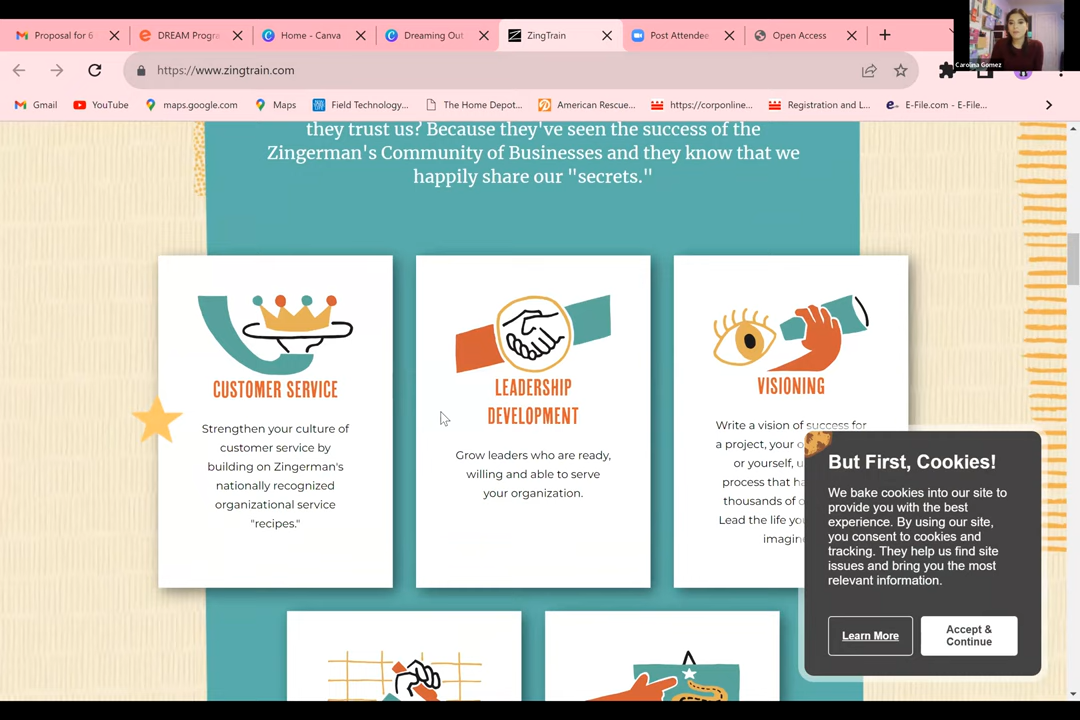 Proposal for 6
DREAM Progra
Home - Canva
Dreaming Out
ZingTrain
Post Attendee
Open Access
Carolina Gomez
https://www.zingtrain.com
Gmail
YouTube
maps.google.com
Maps
Field Technology...
The Home Depot...
American Rescue...
https://corponline...
Registration and L...
E-File.com - E-File...
they trust us? Because they've seen the success of the
Zingerman's Community of Businesses and they know that we
happily share our "secrets."
CUSTOMER SERVICE
Strengthen your culture of
customer service by
building on Zingerman's
nationally recognized
organizational service
"recipes."
LEADERSHIP
DEVELOPMENT
Grow leaders who are ready,
willing and able to serve
your organization.
VISIONING
Write a vision of success for
a project, your
or yourself,
process that
thousands of
Lead the life
But First, Cookies!
We bake cookies into our site to
provide you with the best
experience. By using our site,
you consent to cookies and
tracking. They help us find site
issues and bring you the most
relevant information.
Learn More
Accept &
Continue